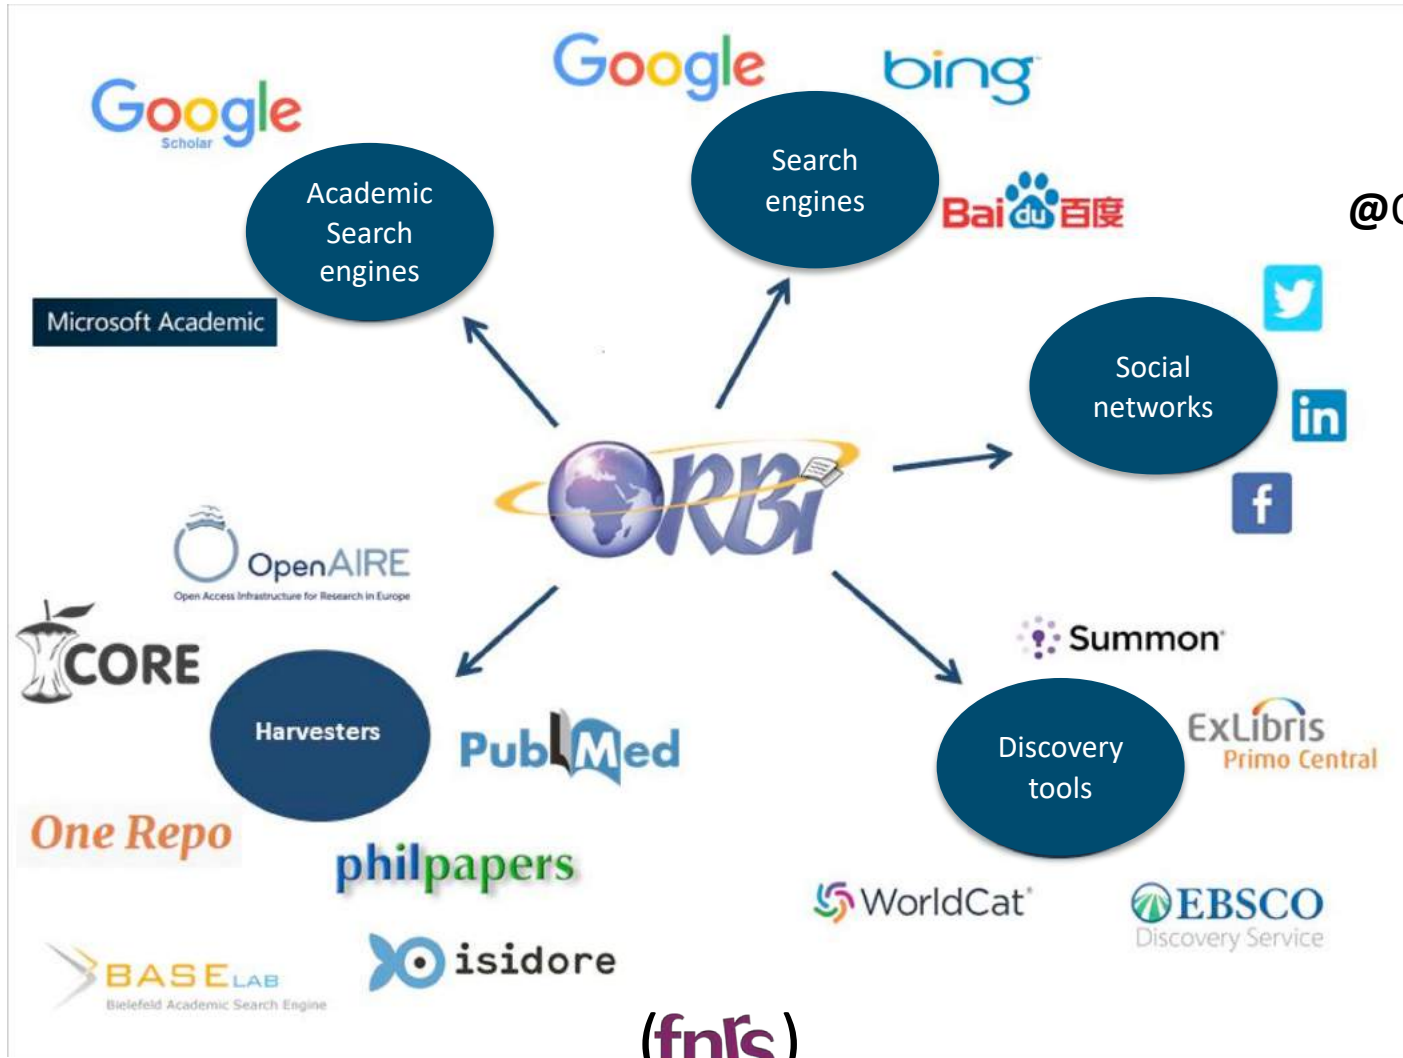 Google
Scholar
Google
bing
Academic
Search
engines
Search
engines
Bai du 百度
@
Microsoft Academic
Social
networks
in
f
ORBi
OpenAIRE
Open Access Infrastructure for Research in Europe
CORE
Harvesters
PubMed
Summon
ExLibris
Primo Central
Discovery
tools
One Repo
philpapers
WorldCat
EBSCO
Discovery Service
BASE LAB
Bielefeld Academic Search Engine
isidore
(fnrs)